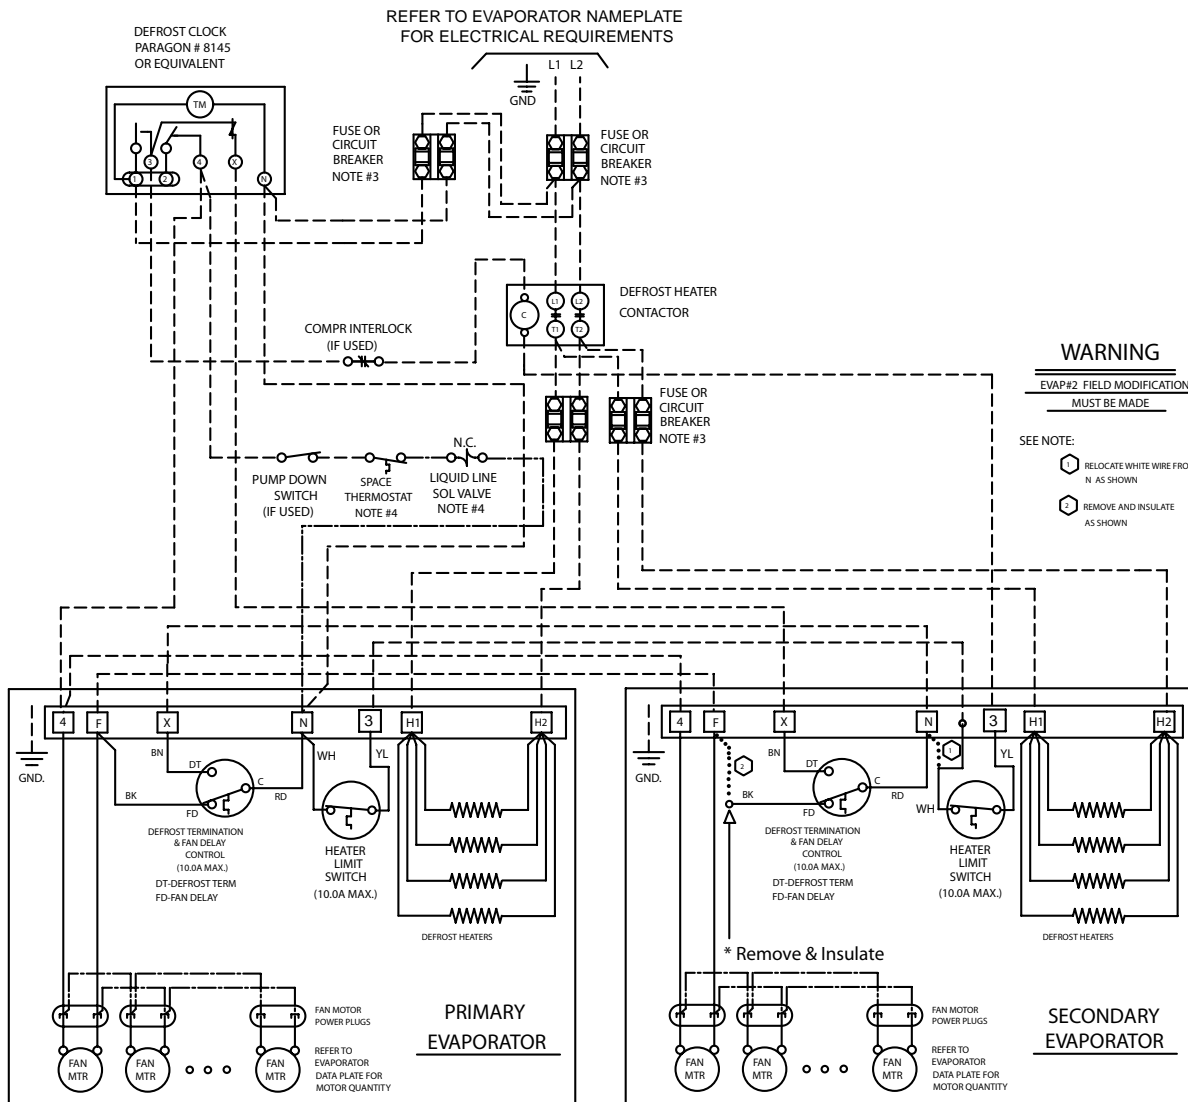 REFER TO EVAPORATOR NAMEPLATE
FOR ELECTRICAL REQUIREMENTS
DEFROST CLOCK
PARAGON # 8145
OR EQUIVALENT
L1 L2
GND
TM
3
4
X
1
2
N
FUSE OR
CIRCUIT
BREAKER
NOTE #3
FUSE OR
CIRCUIT
BREAKER
NOTE #3
DEFROST HEATER
CONTACTOR
C
L1
L2
T1
T2
COMPR INTERLOCK
(IF USED)
WARNING
EVAP#2 FIELD MODIFICATION
MUST BE MADE
SEE NOTE:
1 RELOCATE WHITE WIRE FRO
N AS SHOWN
2 REMOVE AND INSULATE
AS SHOWN
FUSE OR
CIRCUIT
BREAKER
NOTE #3
N.C.
PUMP DOWN
SWITCH
(IF USED)
SPACE
THERMOSTAT
NOTE #4
LIQUID LINE
SOL VALVE
NOTE #4
4 F X N 3 H1 H2
GND.
BN
DT
C
RD
WH
YL
BK
FD
DEFROST TERMINATION
& FAN DELAY
CONTROL
(10.0A MAX.)
DT-DEFROST TERM
FD-FAN DELAY
HEATER
LIMIT
SWITCH
(10.0A MAX.)
DEFROST HEATERS
FAN MOTOR
POWER PLUGS
FAN
MTR
FAN
MTR
FAN
MTR
REFER TO
EVAPORATOR
DATA PLATE FOR
MOTOR QUANTITY
PRIMARY
EVAPORATOR
4 F X N 3 H1 H2
GND.
2
1
BN
DT
C
RD
WH
YL
BK
FD
DEFROST TERMINATION
& FAN DELAY
CONTROL
(10.0A MAX.)
DT-DEFROST TERM
FD-FAN DELAY
HEATER
LIMIT
SWITCH
(10.0A MAX.)
DEFROST HEATERS
* Remove & Insulate
FAN MOTOR
POWER PLUGS
FAN
MTR
FAN
MTR
FAN
MTR
REFER TO
EVAPORATOR
DATA PLATE FOR
MOTOR QUANTITY
SECONDARY
EVAPORATOR